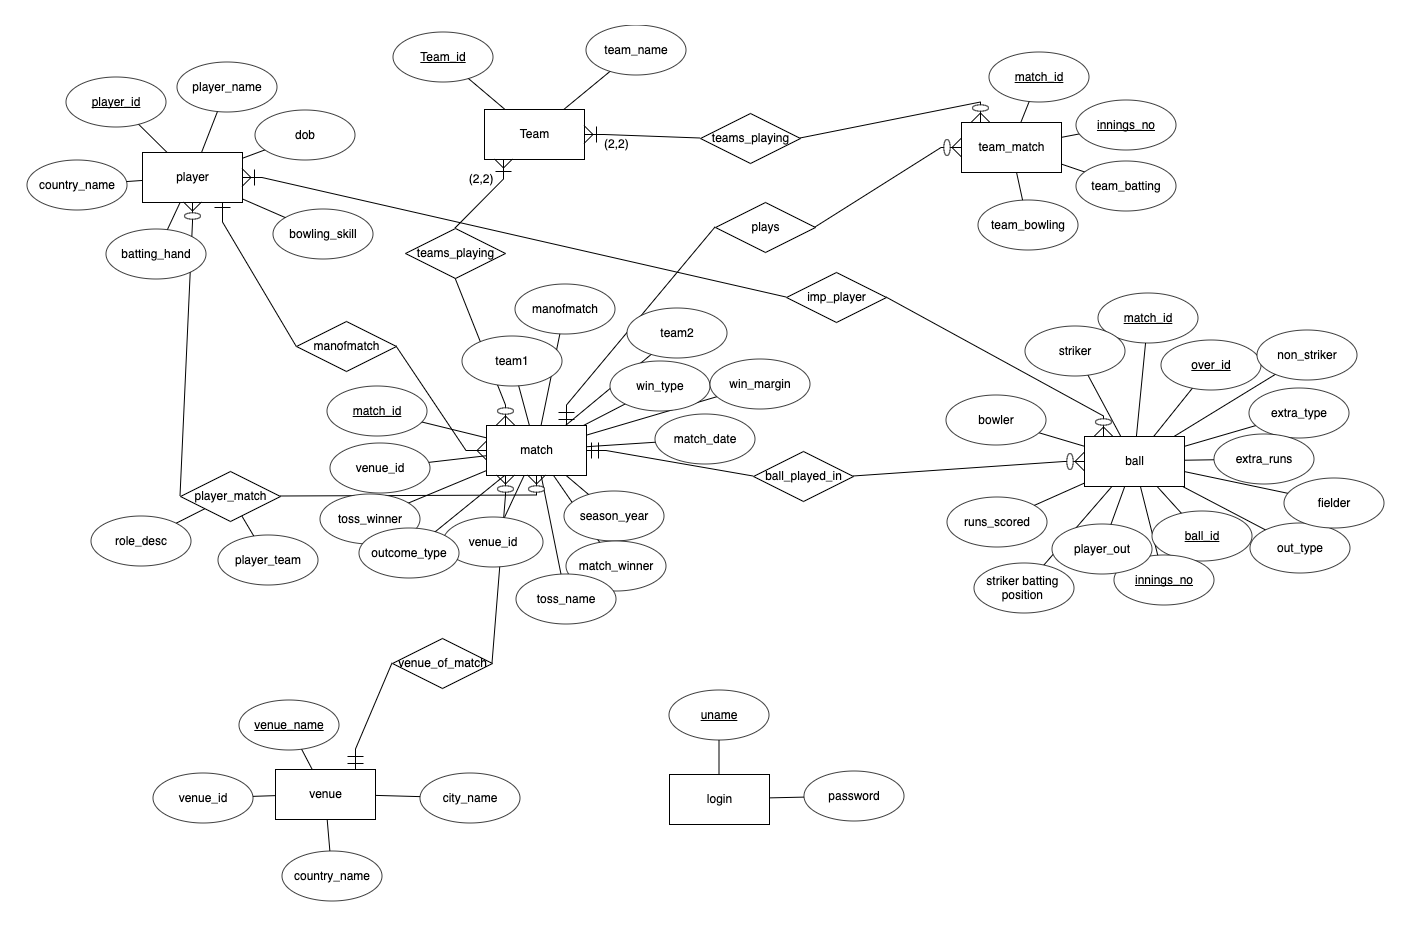 Team_id
team_name
player_name
match_id
player_id
innings_no
dob
Team
teams_playing
(2,2)
team_match
player
(2,2)
country_name
team_batting
plays
team_bowling
bowling_skill
batting_hand
teams_playing
imp_player
manofmatch
match_id
team2
manofmatch
striker
non_striker
team1
over_id
win_type
win_margin
match_id
extra_type
bowler
match_date
match
extra_runs
ball
venue_id
ball_played_in
player_match
fielder
toss_winner
season_year
runs_scored
role_desc
venue_id
ball_id
outcome_type
player_out
out_type
player_team
match_winner
innings_no
striker batting
position
toss_name
venue_of_match
uname
venue_name
venue_id
venue
city_name
login
password
country_name